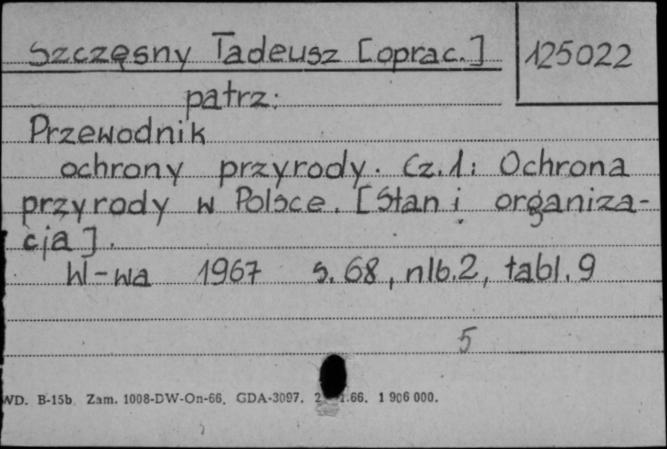 Szczęsny Tadeusz [oprac.] 125022
patrz:
Przewodnik
ochrony przyrody. Cz.1: Ochrona
przyrody w Polsce. [Stan i organiza-
cja].
W-wa 1967 s. 68, nlb.2, tabl. 9
5
WD. B-15b Zam. 1008-DW-On-66. GDA-3097. .66. 1 906 000.